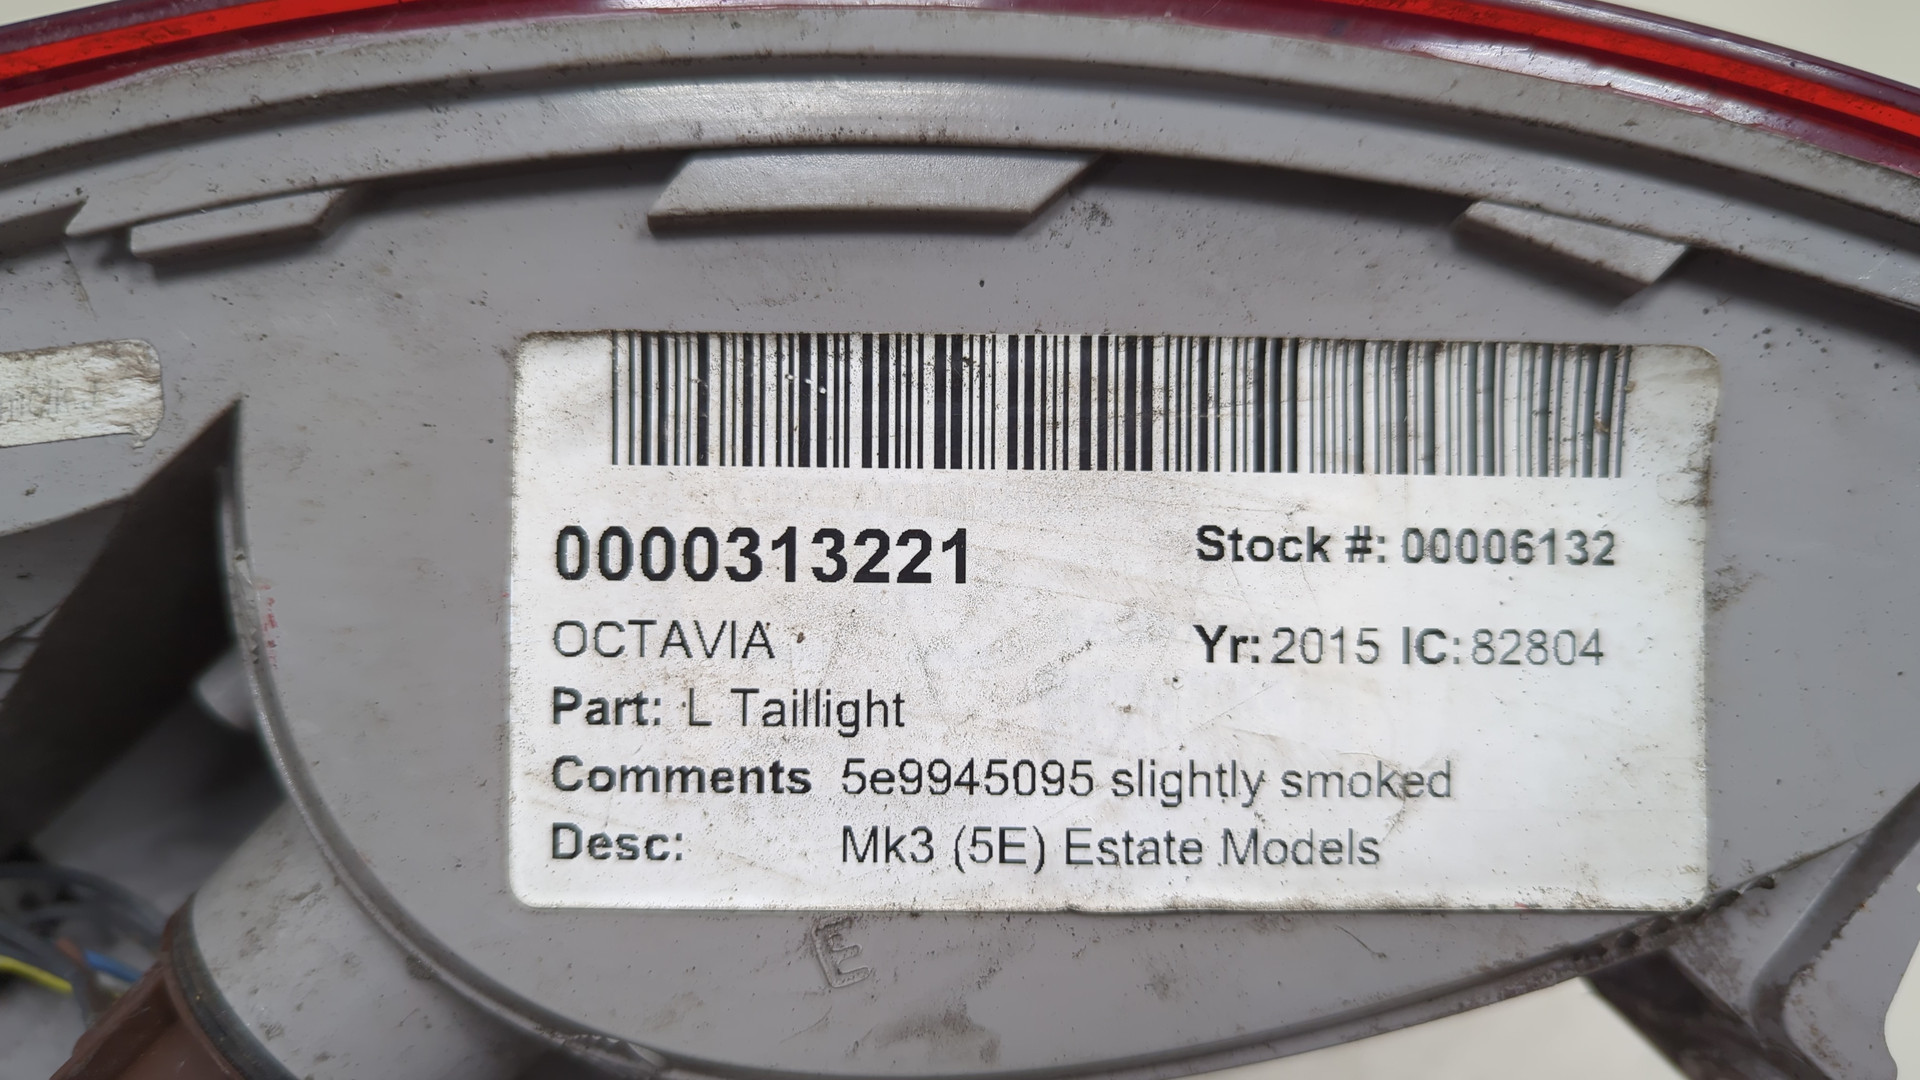 0000313221
Stock #: 00006132
OCTAVIA
Yr: 2015 IC: 82804
Part: L Taillight
Comments 5e9945095 slightly smoked
Desc: Mk3 (5E) Estate Models
E